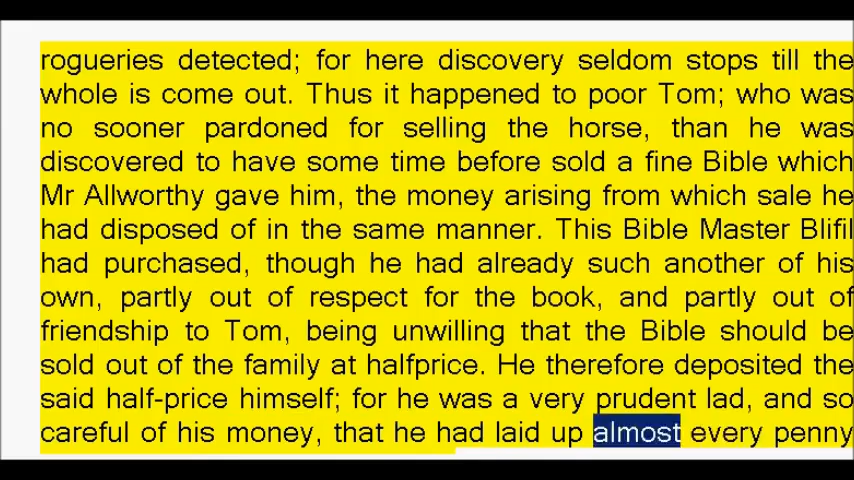 rogueries detected; for here discovery seldom stops till the
whole is come out. Thus it happened to poor Tom; who was
no sooner pardoned for selling the horse, than he was
discovered to have some time before sold a fine Bible which
Mr Allworthy gave him, the money arising from which sale he
had disposed of in the same manner. This Bible Master Blifil
had purchased, though he had already such another of his
own, partly out of respect for the book, and partly out of
friendship to Tom, being unwilling that the Bible should be
sold out of the family at halfprice. He therefore deposited the
said half-price himself; for he was a very prudent lad, and so
careful of his money, that he had laid up almost every penny